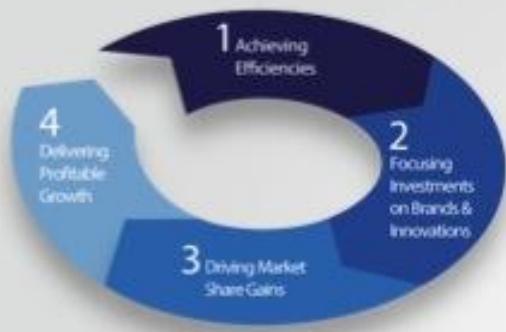 1 Achieving
Efficiencies
2
Focusing
Investments
on Brands &
Innovations
3 Driving Market
Share Gains
4
Delivering
Profitable
Growth